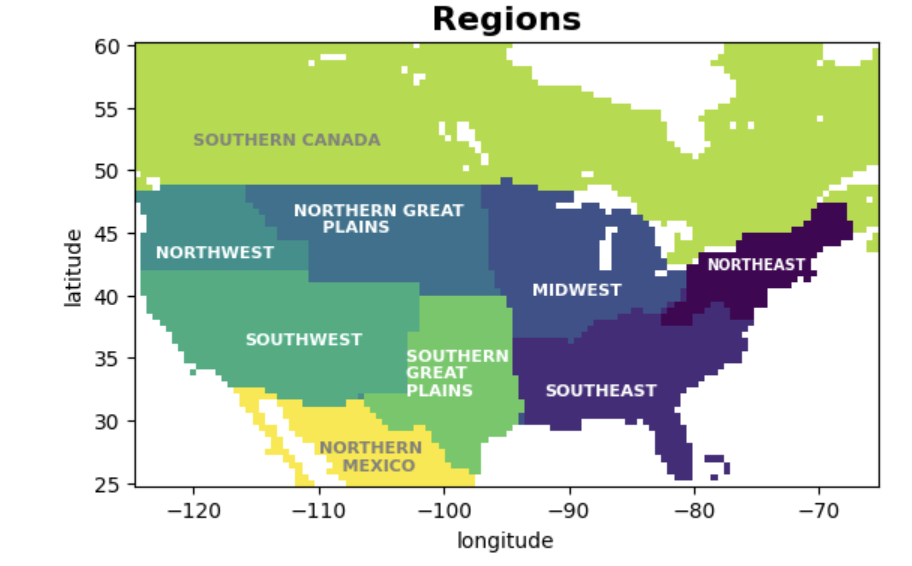 Regions
60
55
50
45
40
35
30
25
latitude
SOUTHERN CANADA
NORTHERN GREAT
PLAINS
NORTHWEST
NORTHEAST
MIDWEST
SOUTHWEST
SOUTHERN
GREAT
PLAINS
SOUTHEAST
NORTHERN
MEXICO
−120 −110 −100 −90 −80 −70
longitude